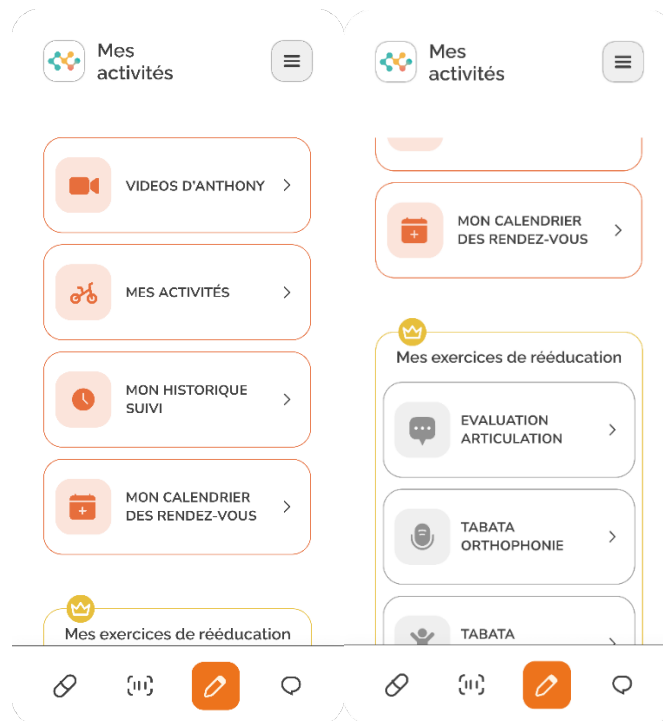 Mes
activités
VIDEOS D'ANTHONY
MES ACTIVITÉS
MON HISTORIQUE
SUIVI
MON CALENDRIER
DES RENDEZ-VOUS
Mes exercices de rééducation
Mes
activités
MON CALENDRIER
DES RENDEZ-VOUS
Mes exercices de rééducation
EVALUATION
ARTICULATION
TABATA
ORTHOPHONIE
TABATA